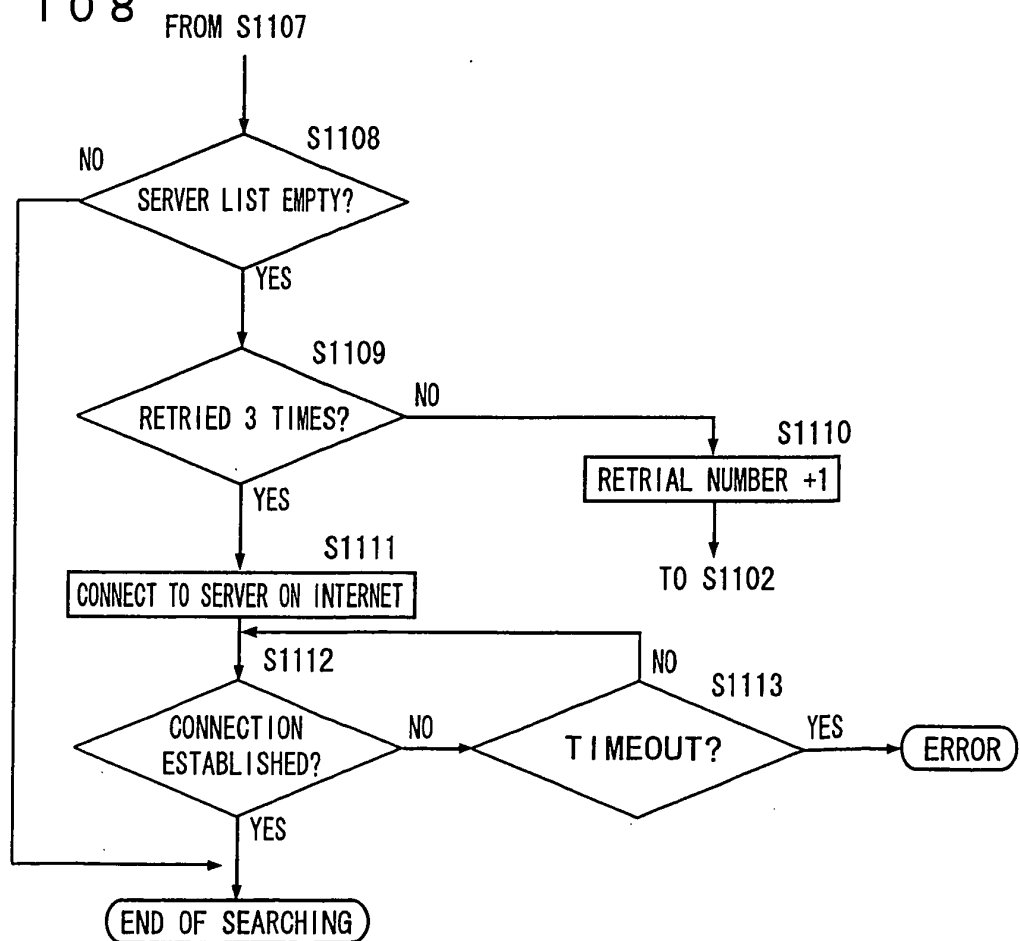 108
FROM S1107
S1108
NO
SERVER LIST EMPTY?
YES
S1109
NO
RETRIED 3 TIMES?
S1110
RETRIAL NUMBER +1
YES
S1111
TO S1102
CONNECT TO SERVER ON INTERNET
S1112
NO
S1113
CONNECTION
ESTABLISHED?
NO
TIMEOUT?
YES
ERROR
YES
END OF SEARCHING